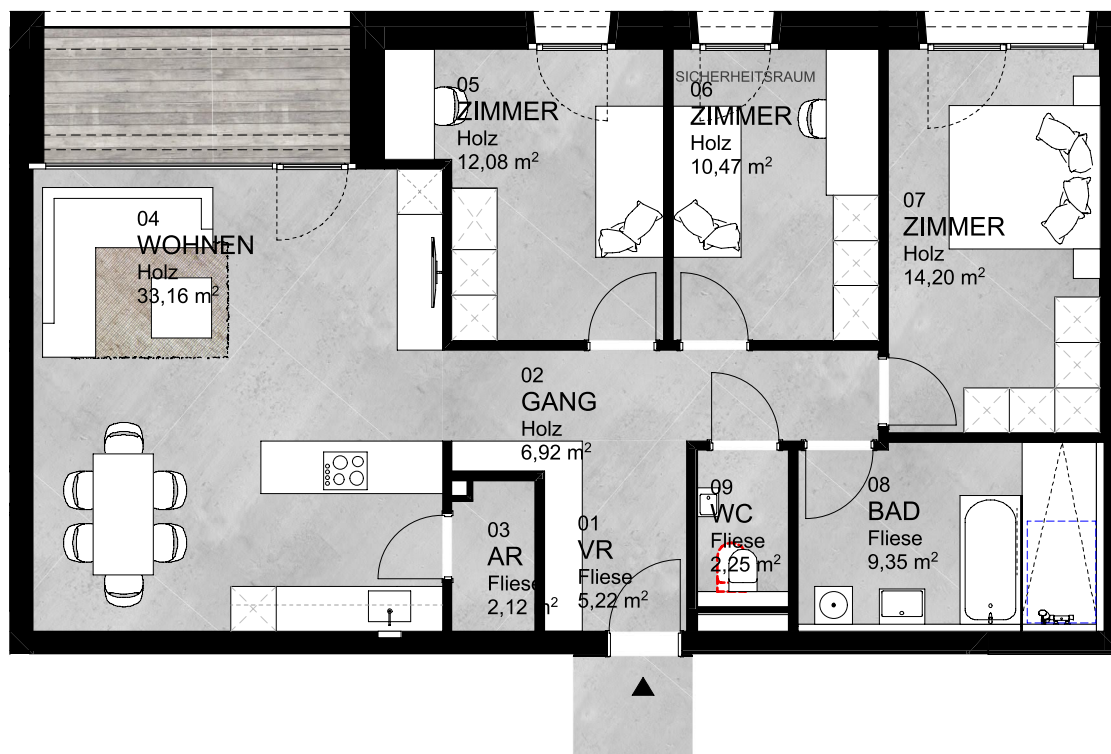 05
ZIMMER
Holz
12,08 m²
SICHERHEITSRAUM
06
ZIMMER
Holz
10,47 m²
07
ZIMMER
Holz
14,20 m²
04
WOHNEN
Holz
33,16 m²
02
GANG
Holz
6,92 m²
03
AR
Fliese
2,12 m²
01
VR
Fliese
5,22 m²
09
WC
Fliese
2,25 m²
08
BAD
Fliese
9,35 m²